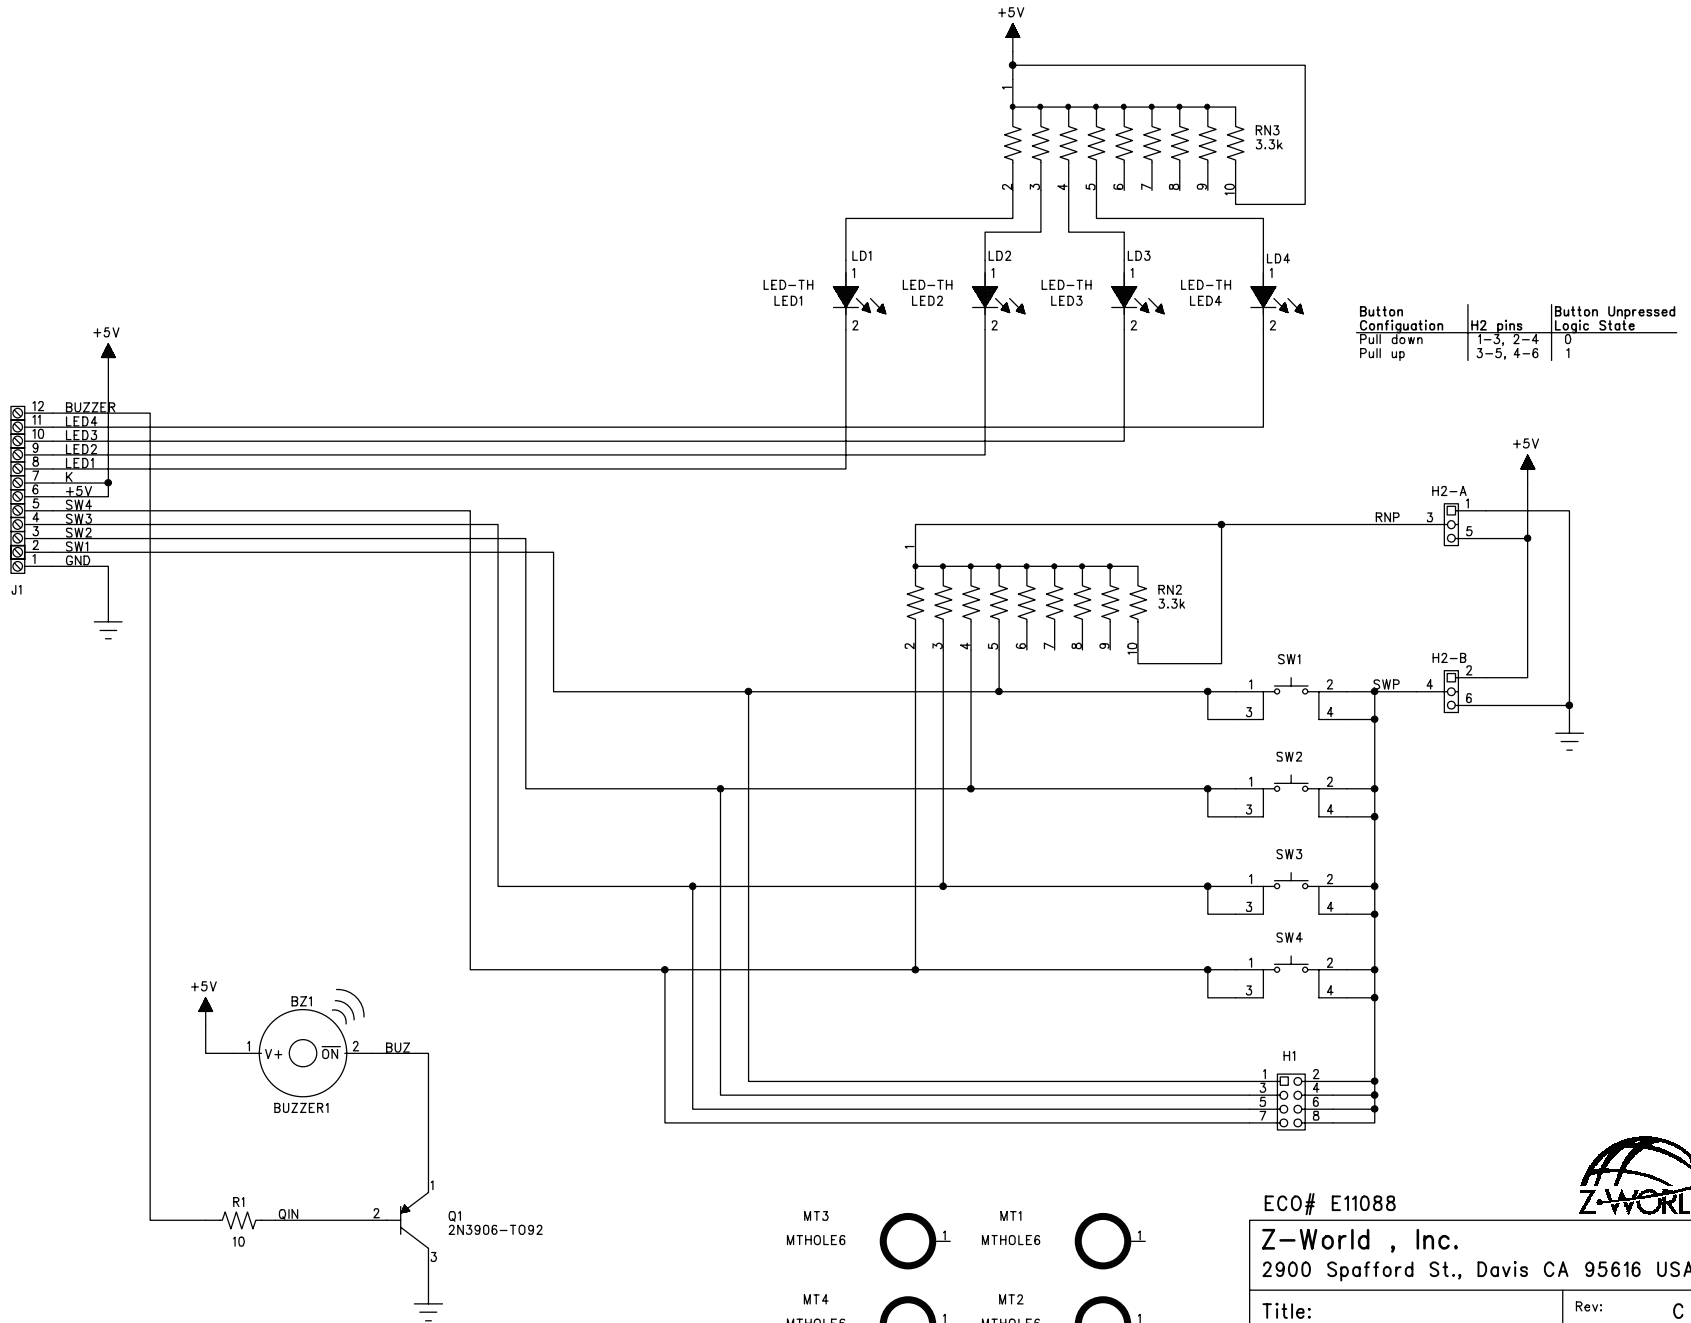 +5V
1
RN3
3.3k
2 3 4 5 6 7 8 9 10
LD1 LD2 LD3 LD4
1 1 1 1
LED-TH LED-TH LED-TH LED-TH
LED1 LED2 LED3 LED4
2 2 2 2
Button Configuation H2 pins Button Unpressed Logic State
Pull down 1-3, 2-4 0
Pull up 3-5, 4-6 1
+5V
12 BUZZER
11 LED4
10 LED3
9 LED2
8 LED1
7 K
6 +5V
5 SW4
4 SW3
3 SW2
2 SW1
1 GND
J1
+5V
H2-A
1
RNP 3
5
1
RN2
3.3k
2 3 4 5 6 7 8 9 10
H2-B
2
SWP 4
6
SW1
1 2
3 4
SW2
1 2
3 4
SW3
1 2
3 4
SW4
1 2
3 4
+5V
BZ1
1 V+ ON 2 BUZ
BUZZER1
H1
1 2
3 4
5 6
7 8
1
R1
QIN 2
10
Q1
2N3906-TO92
3
MT3 MT1
MTHOLE6 1 MTHOLE6 1
MT4 MT2
MTHOLE6 1 MTHOLE6 1
Z-WORL
ECO# E11088
Z-World , Inc.
2900 Spafford St., Davis CA 95616 USA
Title: Rev: C